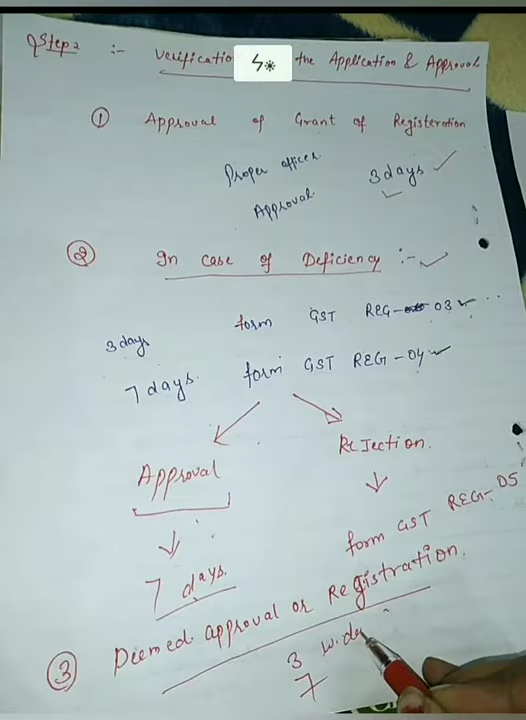 Step 2 :- Verificatio the Application & Approval
① Approval of Grant of Registeration
Proper officer 3 days
Approval
② In case of Deficiency :-
3 days form GST REG- 03
7 days. form GST REG-04
Approval Rejection.
7 days. form GST REG-05
③ Deemed approval or Registration.
3 w.da
7